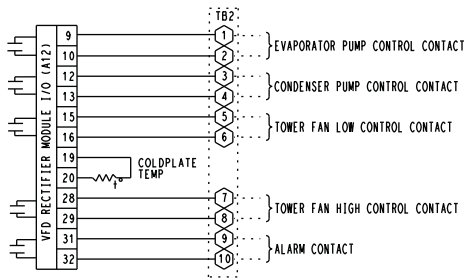 TB2
VFD RECTIFIER MODULE I/O (A12)
9 1
10 2
EVAPORATOR PUMP CONTROL CONTACT
12 3
13 4
CONDENSER PUMP CONTROL CONTACT
15 5
16 6
TOWER FAN LOW CONTROL CONTACT
19
20
COLDPLATE
TEMP
t
28 7
29 8
TOWER FAN HIGH CONTROL CONTACT
31 9
32 10
ALARM CONTACT